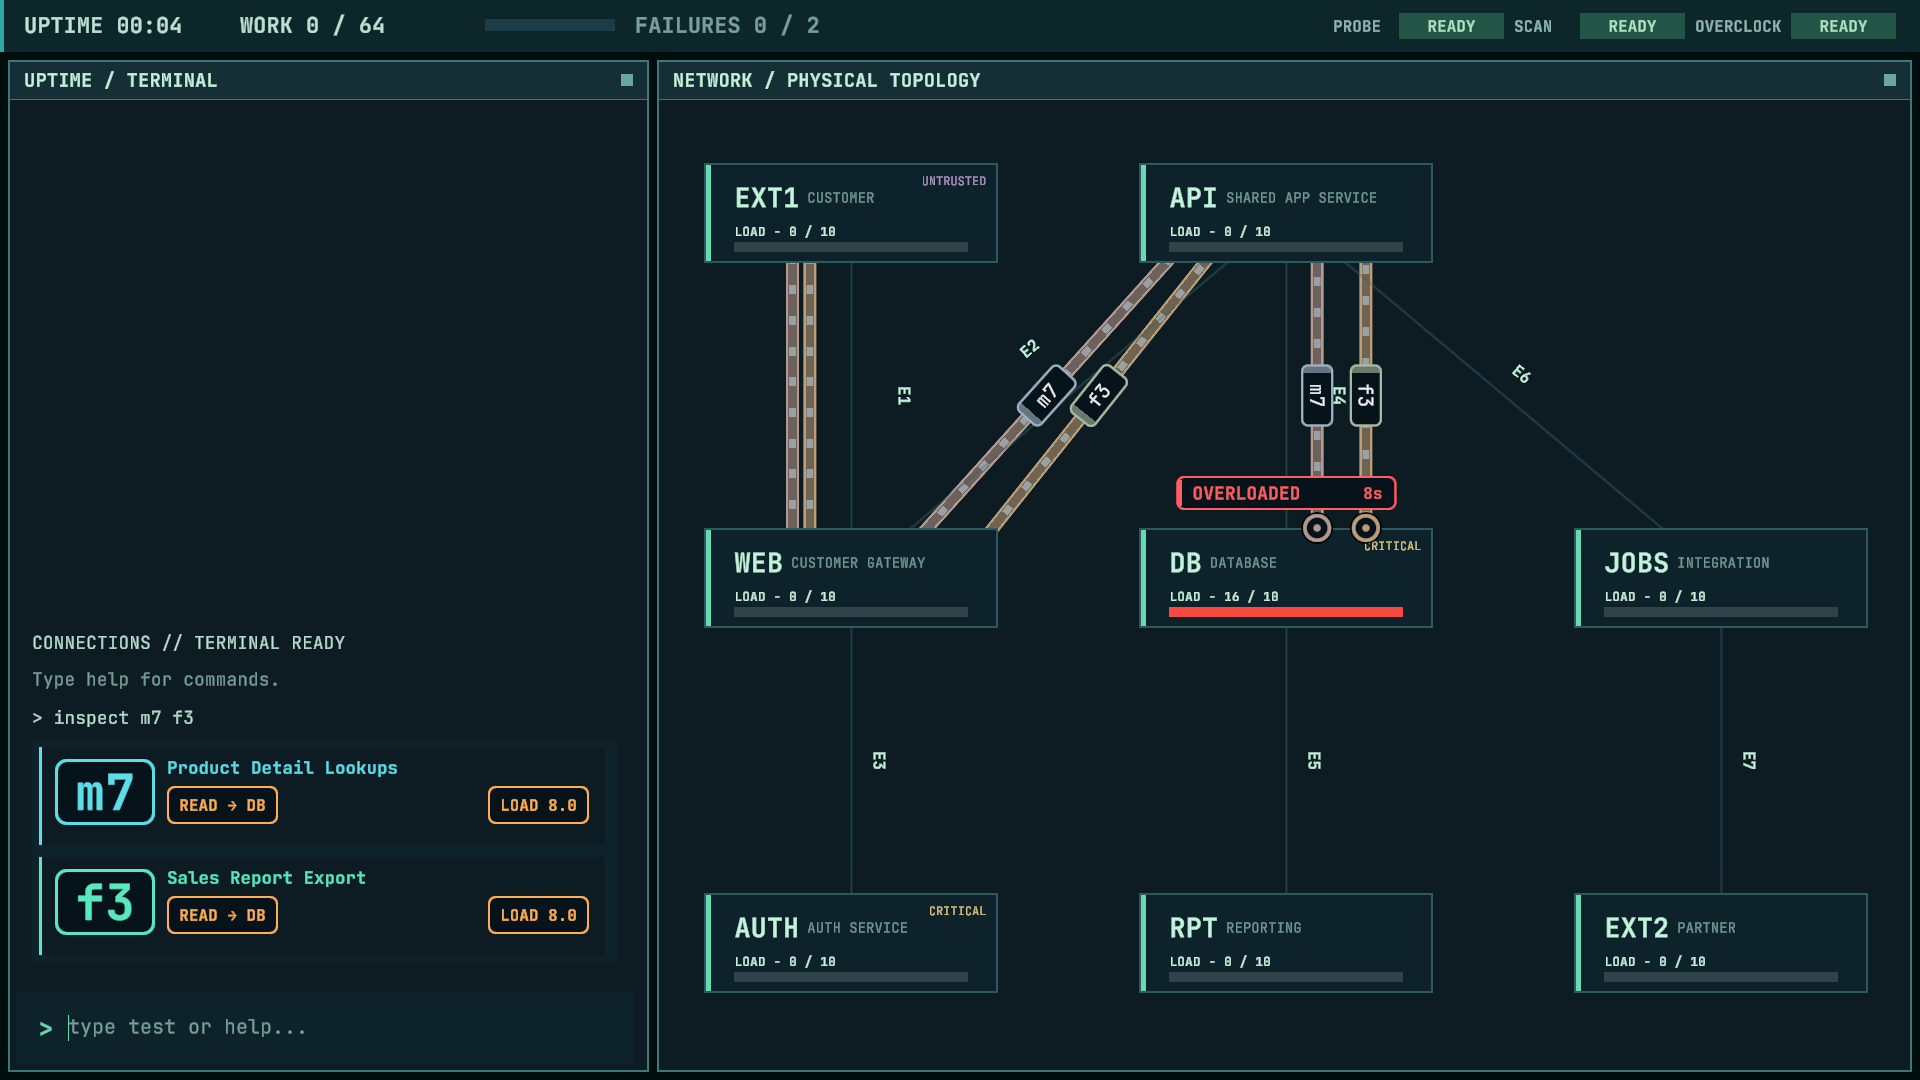 UPTIME 00:04 WORK 0 / 64 FAILURES 0 / 2 PROBE READY SCAN READY OVERCLOCK READY
UPTIME / TERMINAL
CONNECTIONS // TERMINAL READY
Type help for commands.
> inspect m7 f3
m7 Product Detail Lookups
READ → DB LOAD 8.0
f3 Sales Report Export
READ → DB LOAD 8.0
> type test or help...
NETWORK / PHYSICAL TOPOLOGY
UNTRUSTED
EXT1 CUSTOMER
LOAD - 0 / 10
API SHARED APP SERVICE
LOAD - 0 / 10
E1
E2
m7
f3
m7
E4
f3
E6
OVERLOADED 8s
WEB CUSTOMER GATEWAY
LOAD - 0 / 10
CRITICAL
DB DATABASE
LOAD - 16 / 10
JOBS INTEGRATION
LOAD - 0 / 10
E3
E5
E7
CRITICAL
AUTH AUTH SERVICE
LOAD - 0 / 10
RPT REPORTING
LOAD - 0 / 10
EXT2 PARTNER
LOAD - 0 / 10